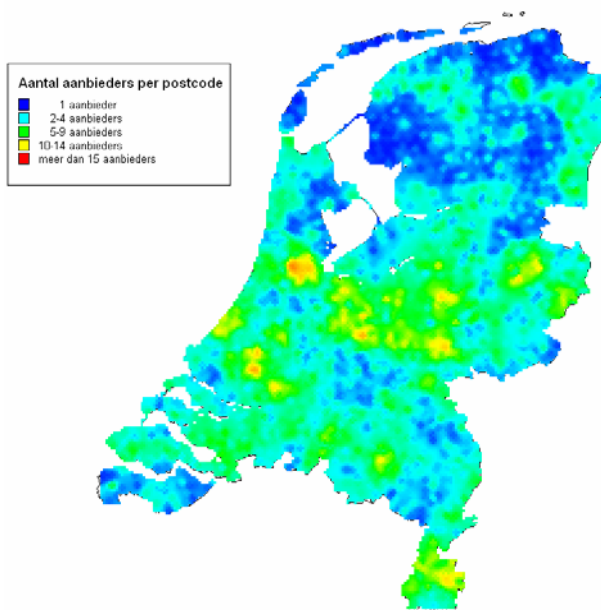 Aantal aanbieders per postcode
1 aanbieder
2-4 aanbieders
5-9 aanbieders
10-14 aanbieders
meer dan 15 aanbieders